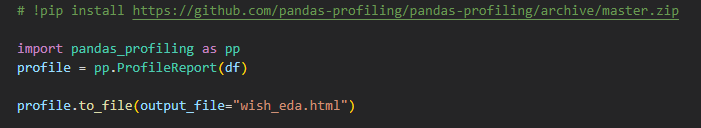 # !pip install https://github.com/pandas-profiling/pandas-profiling/archive/master.zip
import pandas_profiling as pp
profile = pp.ProfileReport(df)
profile.to_file(output_file="wish_eda.html")